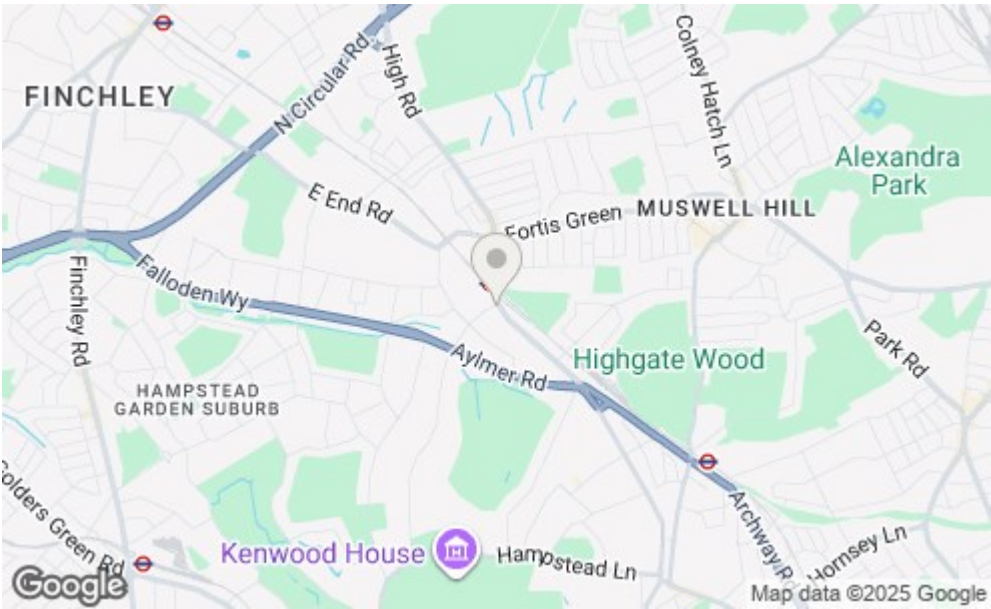 FINCHLEY
N Circular Rd
High Rd
Colney Hatch Ln
Alexandra
Park
E End Rd
Fortis Green
MUSWELL HILL
Finchley Rd
Falloden Wy
Aylmer Rd
Highgate Wood
Park Rd
HAMPSTEAD
GARDEN SUBURB
Golders Green Rd
Kenwood House
Hampstead Ln
Archway Rd
Hornsey Ln
Google
Map data ©2025 Google